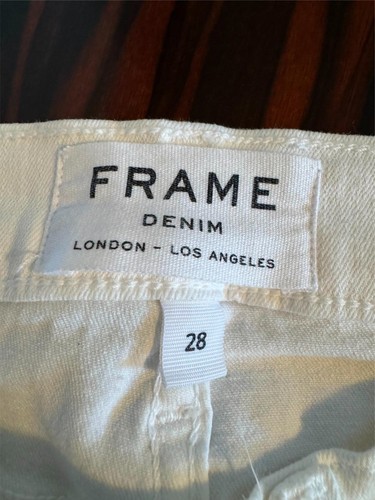 FRAME
DENIM
LONDON - LOS ANGELES
28